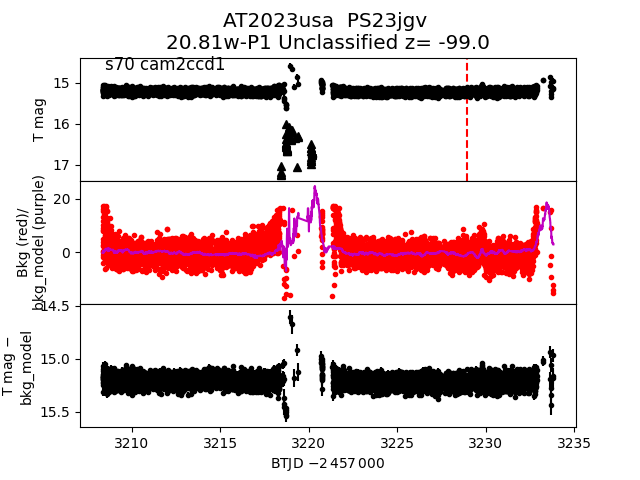 AT2023usa PS23jgv
20.81w-P1 Unclassified z= -99.0
s70 cam2ccd1
T mag
15
16
17
Bkg (red)/
bkg_model (purple)
20
0
T mag −
bkg_model
14.5
15.0
15.5
3210 3215 3220 3225 3230 3235
BTJD −2 457 000